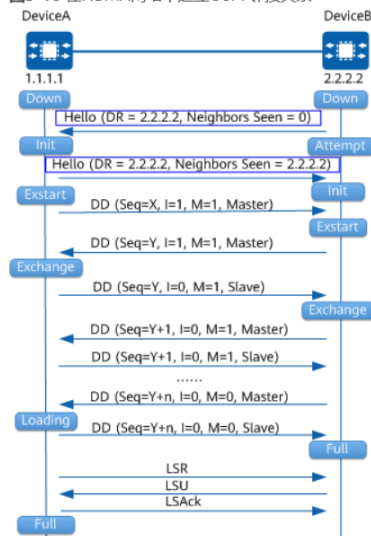 DeviceA
DeviceB
1.1.1.1
2.2.2.2
Down
Down
Hello (DR = 2.2.2.2, Neighbors Seen = 0)
Init
Attempt
Hello (DR = 2.2.2.2, Neighbors Seen = 2.2.2.2)
Exstart
Init
DD (Seq=X, I=1, M=1, Master)
Exstart
DD (Seq=Y, I=1, M=1, Master)
Exchange
DD (Seq=Y, I=0, M=1, Slave)
Exchange
DD (Seq=Y+1, I=0, M=1, Master)
DD (Seq=Y+1, I=0, M=1, Slave)
......
DD (Seq=Y+n, I=0, M=0, Master)
Loading
DD (Seq=Y+n, I=0, M=0, Slave)
Full
LSR
LSU
LSAck
Full